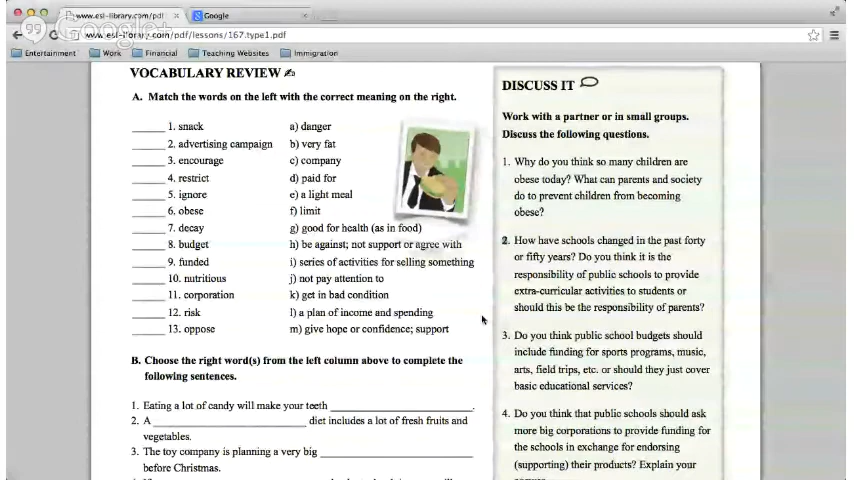 www.esl-library.com/pdf
Google
Google+
www.esl-library.com/pdf/lessons/167.type1.pdf
Entertainment
Work
Financial
Teaching Websites
Immigration
VOCABULARY REVIEW
A. Match the words on the left with the correct meaning on the right.
______ 1. snack a) danger
______ 2. advertising campaign b) very fat
______ 3. encourage c) company
______ 4. restrict d) paid for
______ 5. ignore e) a light meal
______ 6. obese f) limit
______ 7. decay g) good for health (as in food)
______ 8. budget h) be against; not support or agree with
______ 9. funded i) series of activities for selling something
______ 10. nutritious j) not pay attention to
______ 11. corporation k) get in bad condition
______ 12. risk l) a plan of income and spending
______ 13. oppose m) give hope or confidence; support
B. Choose the right word(s) from the left column above to complete the
following sentences.
1. Eating a lot of candy will make your teeth ______.
2. A ______ diet includes a lot of fresh fruits and
vegetables.
3. The toy company is planning a very big ______
before Christmas.
DISCUSS IT
Work with a partner or in small groups.
Discuss the following questions.
1. Why do you think so many children are
obese today? What can parents and society
do to prevent children from becoming
obese?
2. How have schools changed in the past forty
or fifty years? Do you think it is the
responsibility of public schools to provide
extra-curricular activities to students or
should this be the responsibility of parents?
3. Do you think public school budgets should
include funding for sports programs, music,
arts, field trips, etc. or should they just cover
basic educational services?
4. Do you think that public schools should ask
more big corporations to provide funding for
the schools in exchange for endorsing
(supporting) their products? Explain your